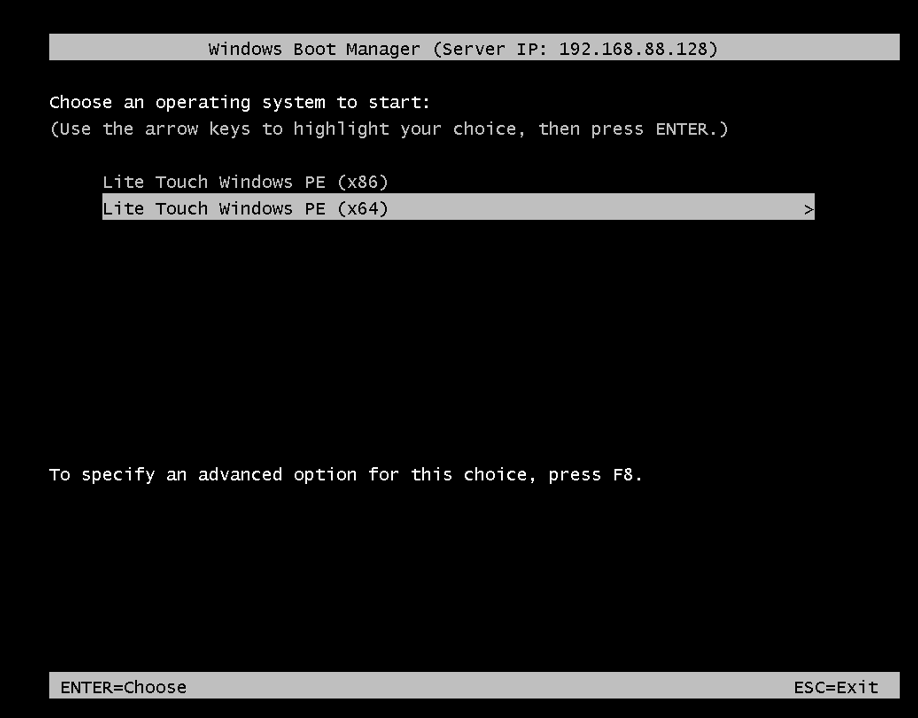 Windows Boot Manager (Server IP: 192.168.88.128)
Choose an operating system to start:
(Use the arrow keys to highlight your choice, then press ENTER.)
Lite Touch Windows PE (x86)
Lite Touch Windows PE (x64) >
To specify an advanced option for this choice, press F8.
ENTER=Choose ESC=Exit